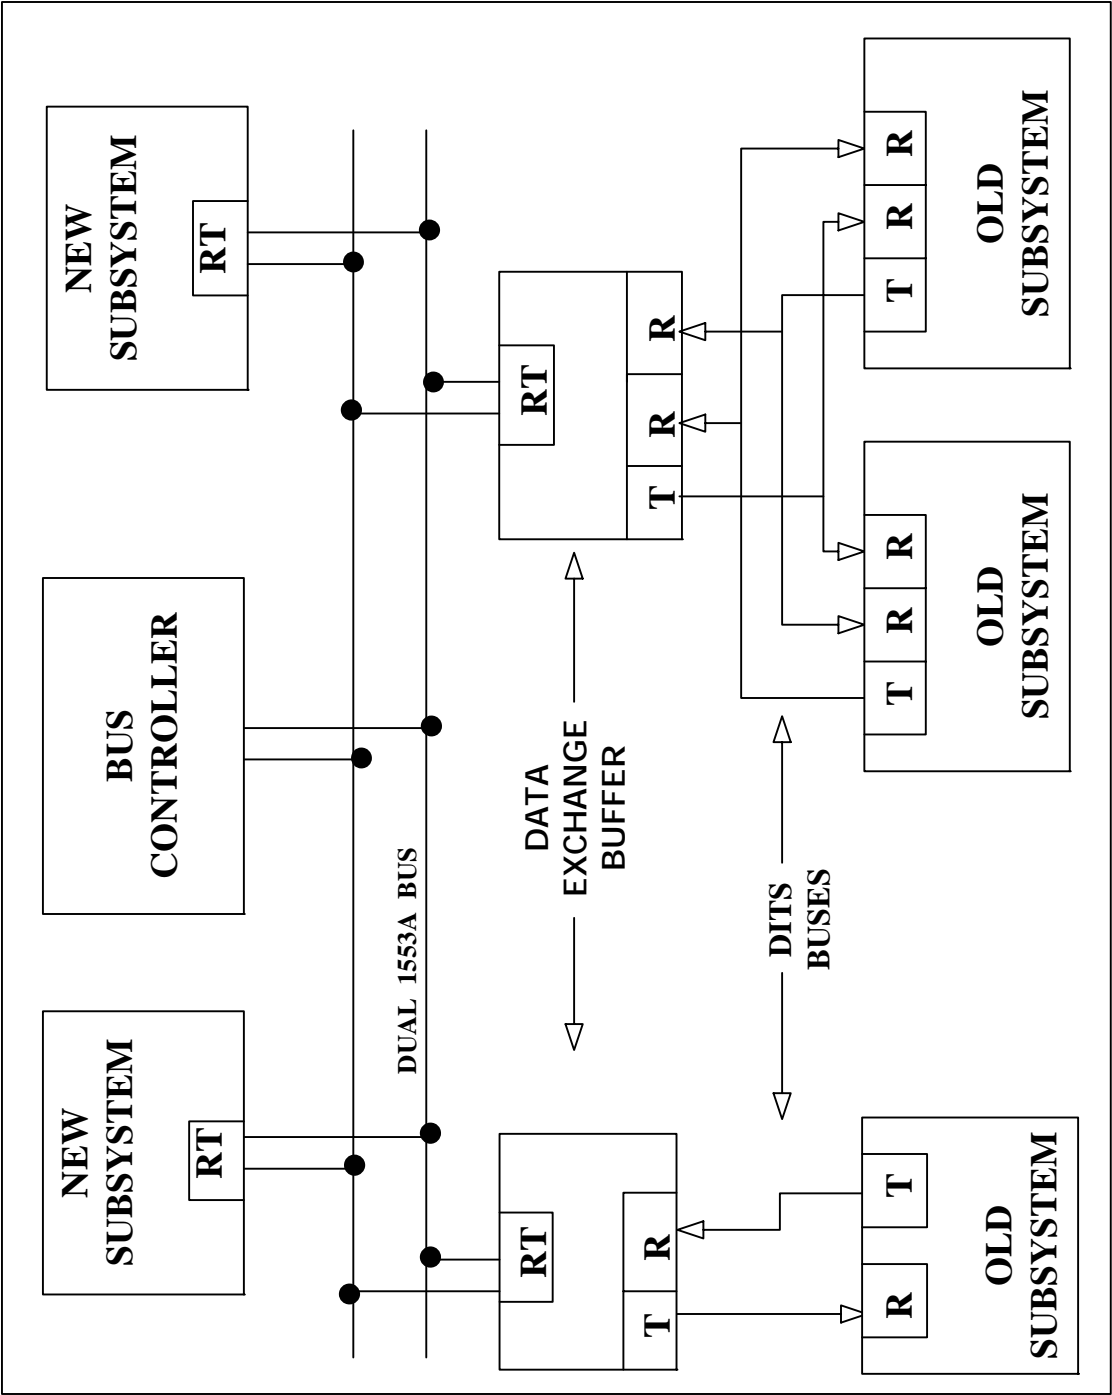 NEW
SUBSYSTEM
RT
BUS
CONTROLLER
NEW
SUBSYSTEM
RT
DUAL 1553A BUS
RT
T R
DATA
EXCHANGE
BUFFER
RT
T R R
DITS
BUSES
R T
OLD
SUBSYSTEM
T R R
OLD
SUBSYSTEM
T R R
OLD
SUBSYSTEM